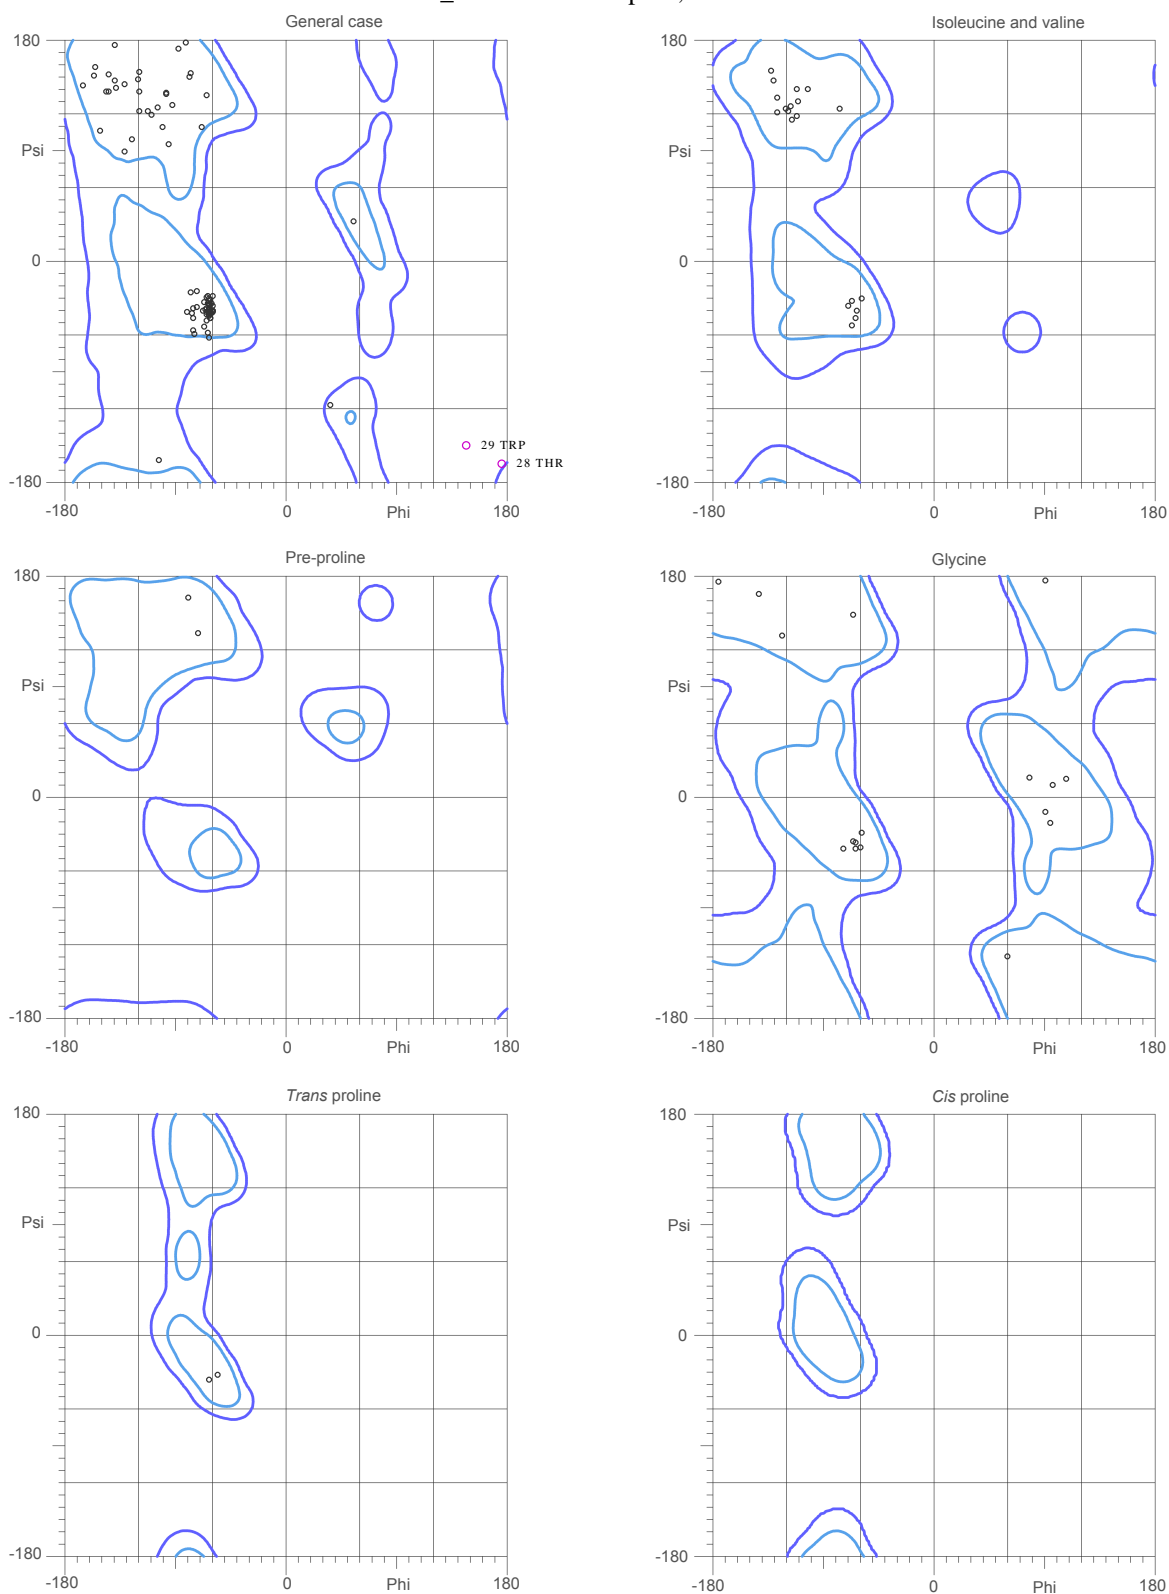 General case
Isoleucine and valine
180
180
Psi
Psi
0
0
29 TRP
28 THR
-180
-180
-180
0
Phi
180
-180
0
Phi
180
Pre-proline
Glycine
180
180
Psi
Psi
0
0
-180
-180
-180
0
Phi
180
-180
0
Phi
180
Trans proline
Cis proline
180
180
Psi
Psi
0
0
-180
-180
-180
0
Phi
180
-180
0
Phi
180